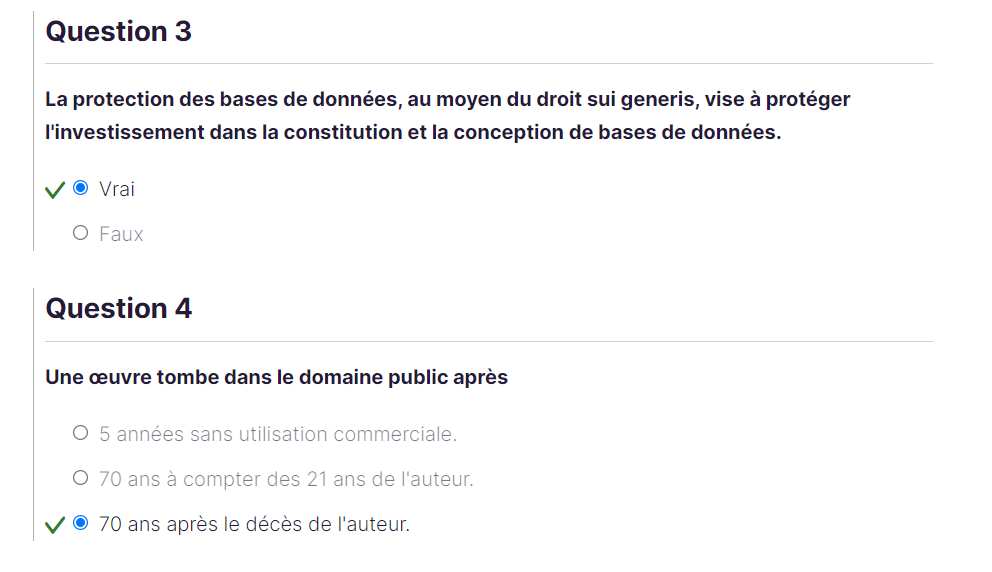 Question 3
La protection des bases de données, au moyen du droit sui generis, vise à protéger
l'investissement dans la constitution et la conception de bases de données.
Vrai
Faux
Question 4
Une œuvre tombe dans le domaine public après
5 années sans utilisation commerciale.
70 ans à compter des 21 ans de l'auteur.
70 ans après le décès de l'auteur.